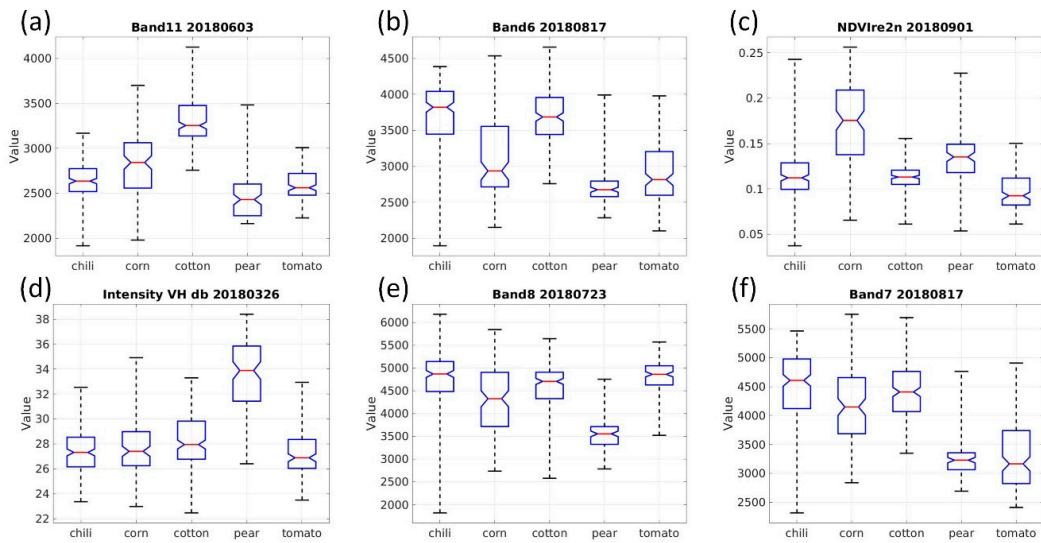 (a)
Band11 20180603
Value
4000
3500
3000
2500
2000
chili corn cotton pear tomato
(b)
Band6 20180817
Value
4500
4000
3500
3000
2500
2000
chili corn cotton pear tomato
(c)
NDVIre2n 20180901
Value
0.25
0.2
0.15
0.1
0.05
chili corn cotton pear tomato
(d)
Intensity VH db 20180326
Value
38
36
34
32
30
28
26
24
22
chili corn cotton pear tomato
(e)
Band8 20180723
Value
6000
5500
5000
4500
4000
3500
3000
2500
2000
chili corn cotton pear tomato
(f)
Band7 20180817
Value
5500
5000
4500
4000
3500
3000
2500
chili corn cotton pear tomato